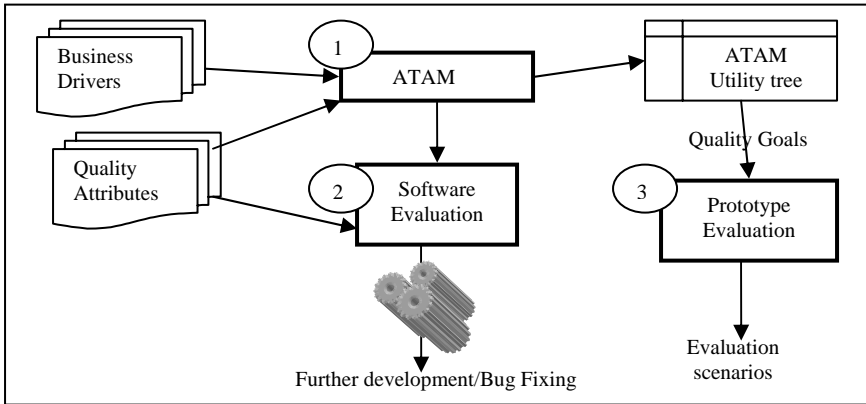 Business
Drivers
1
ATAM
ATAM
Utility tree
Quality
Attributes
2
Software
Evaluation
Quality Goals
3
Prototype
Evaluation
Further development/Bug Fixing
Evaluation
scenarios